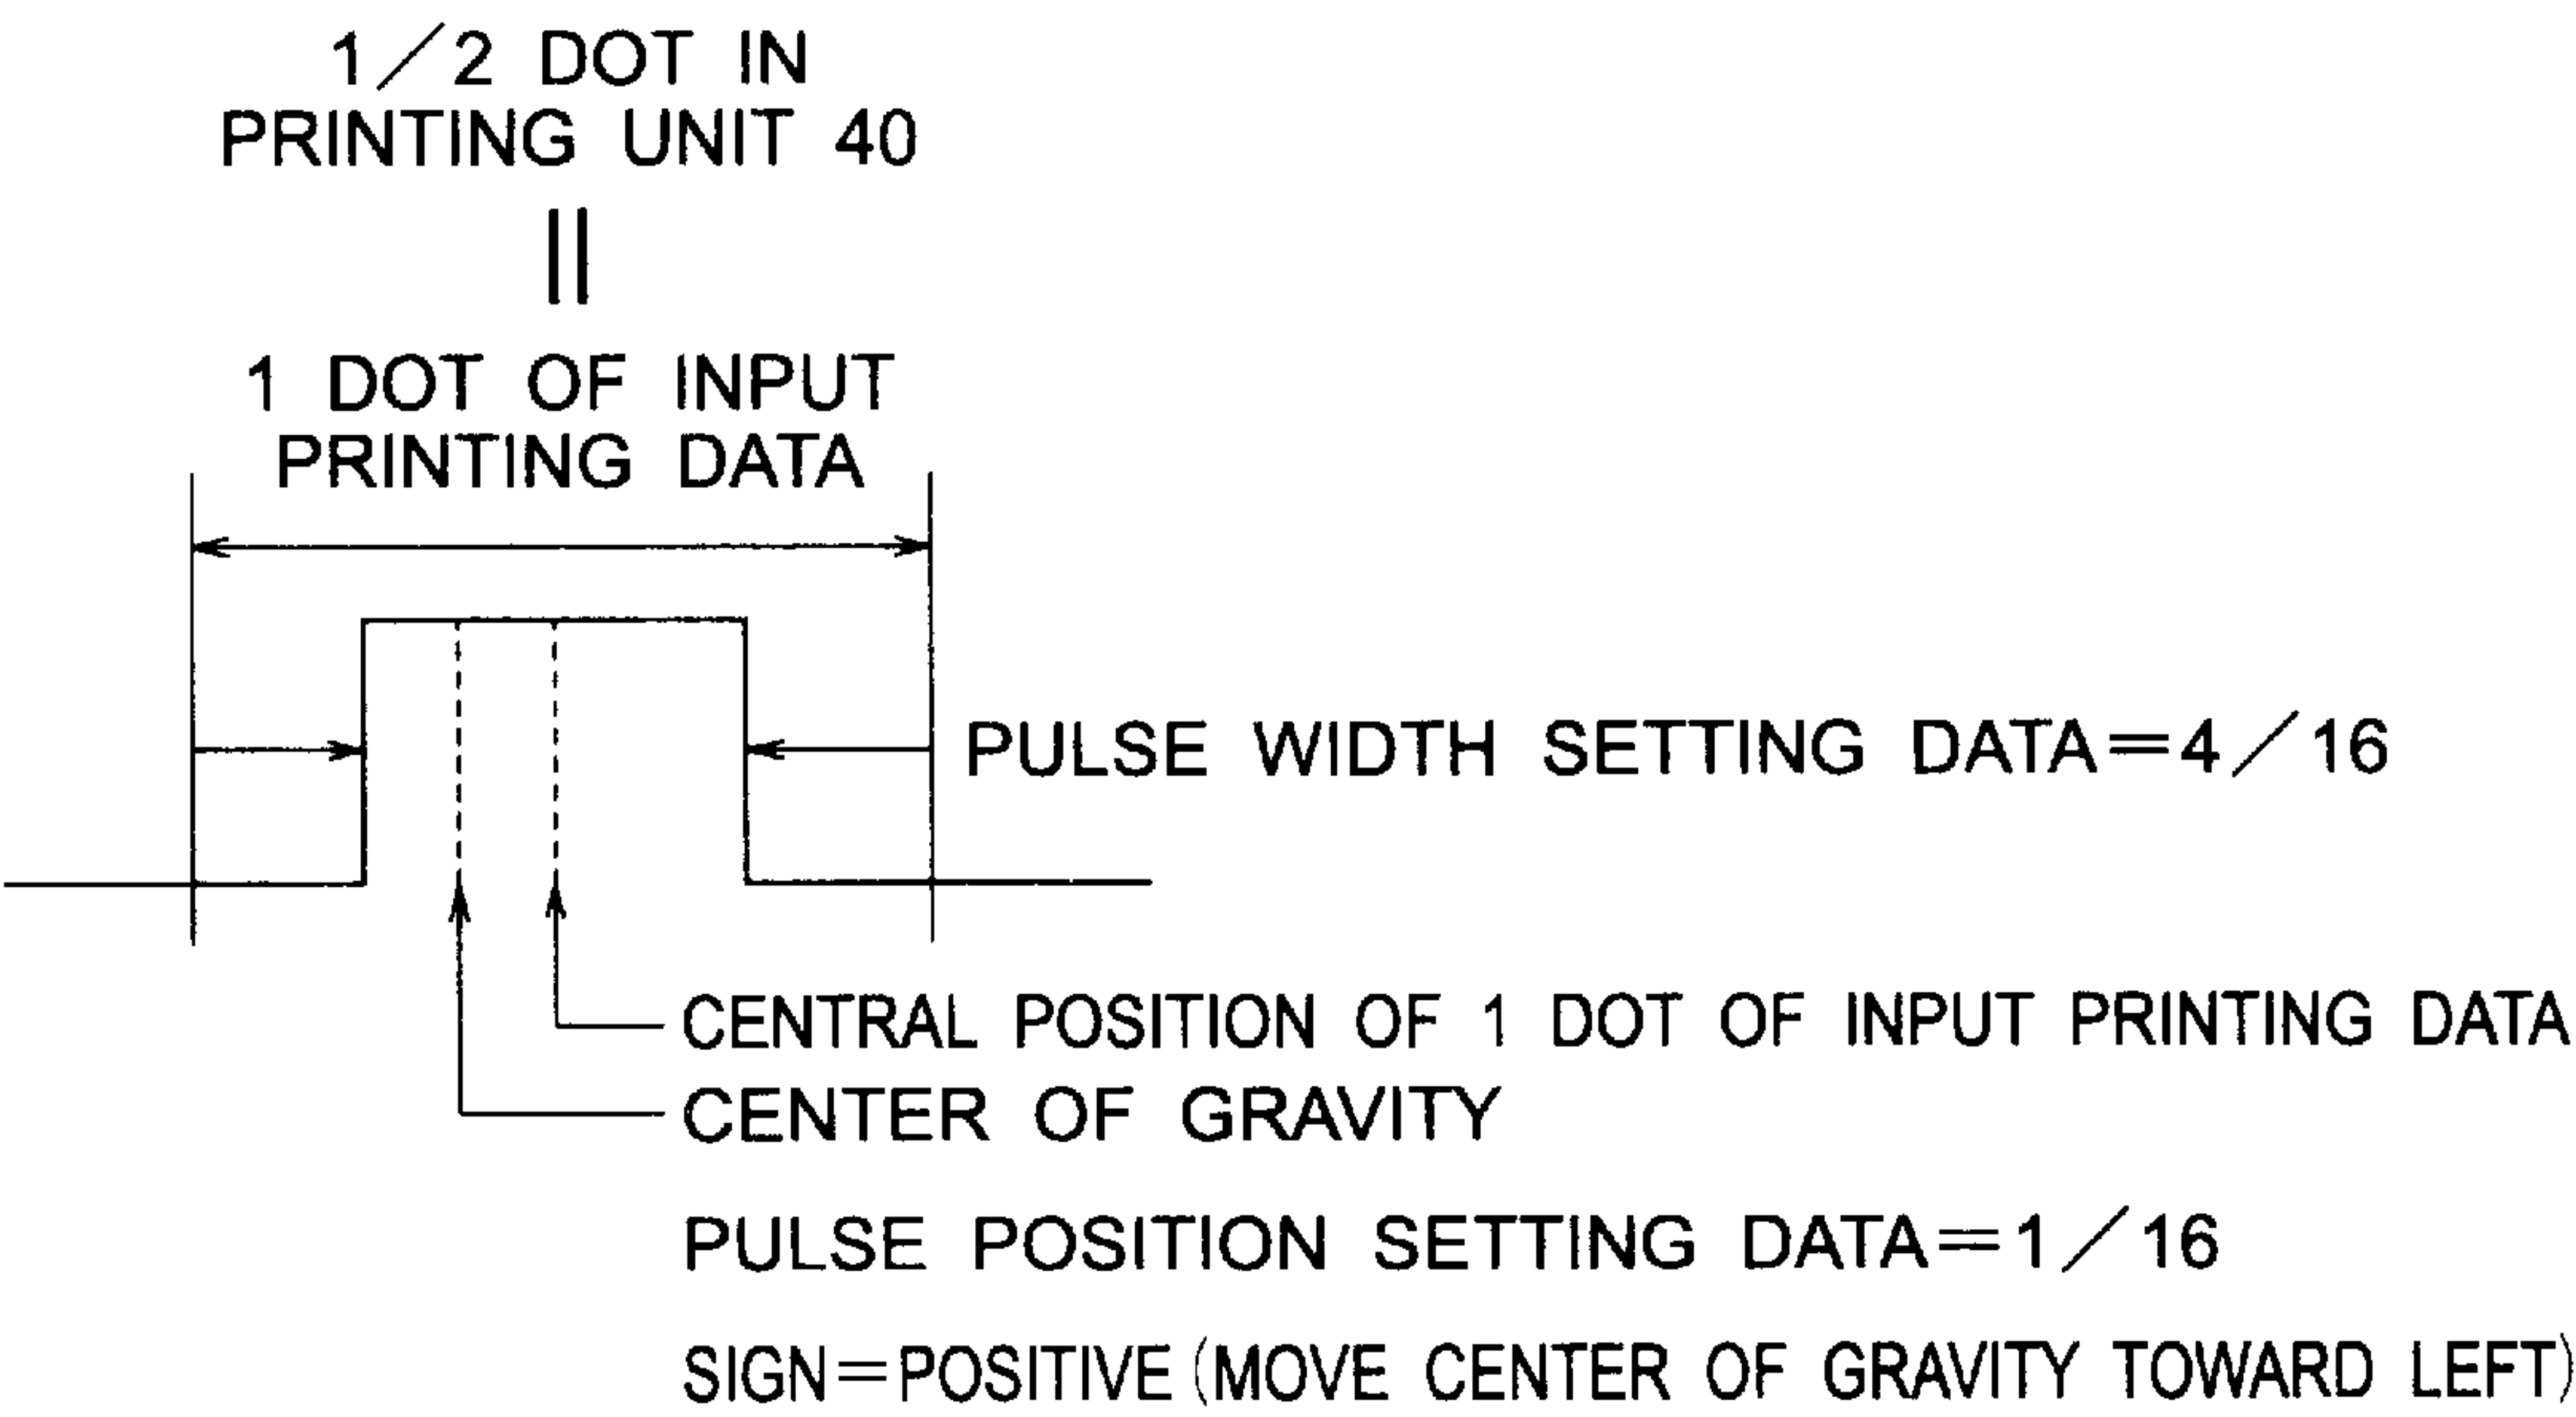 1/2 DOT IN
PRINTING UNIT 40
||
1 DOT OF INPUT
PRINTING DATA
PULSE WIDTH SETTING DATA=4/16
CENTRAL POSITION OF 1 DOT OF INPUT PRINTING DATA
CENTER OF GRAVITY
PULSE POSITION SETTING DATA=1/16
SIGN=POSITIVE (MOVE CENTER OF GRAVITY TOWARD LEFT)